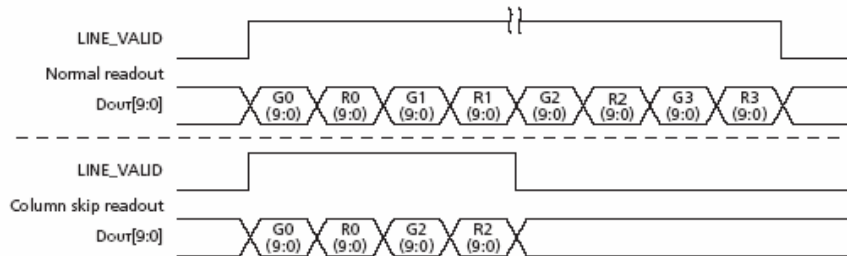 LINE_VALID
Normal readout
DOUT[9:0]
G0 R0 G1 R1 G2 R2 G3 R3
(9:0) (9:0) (9:0) (9:0) (9:0) (9:0) (9:0) (9:0)
LINE_VALID
Column skip readout
DOUT[9:0]
G0 R0 G2 R2
(9:0) (9:0) (9:0) (9:0)